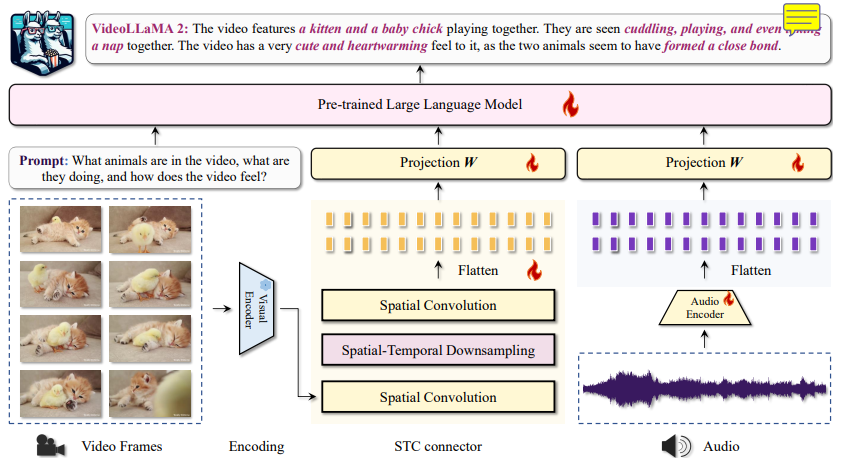 VideoLLaMA 2: The video features a kitten and a baby chick playing together. They are seen cuddling, playing, and even
a nap together. The video has a very cute and heartwarming feel to it, as the two animals seem to have formed a close bond.
Pre-trained Large Language Model
Prompt: What animals are in the video, what are
they doing, and how does the video feel?
Projection W
Projection W
Flatten
Flatten
Visual
Encoder
Spatial Convolution
Spatial-Temporal Downsampling
Spatial Convolution
Audio
Encoder
Video Frames
Encoding
STC connector
Audio